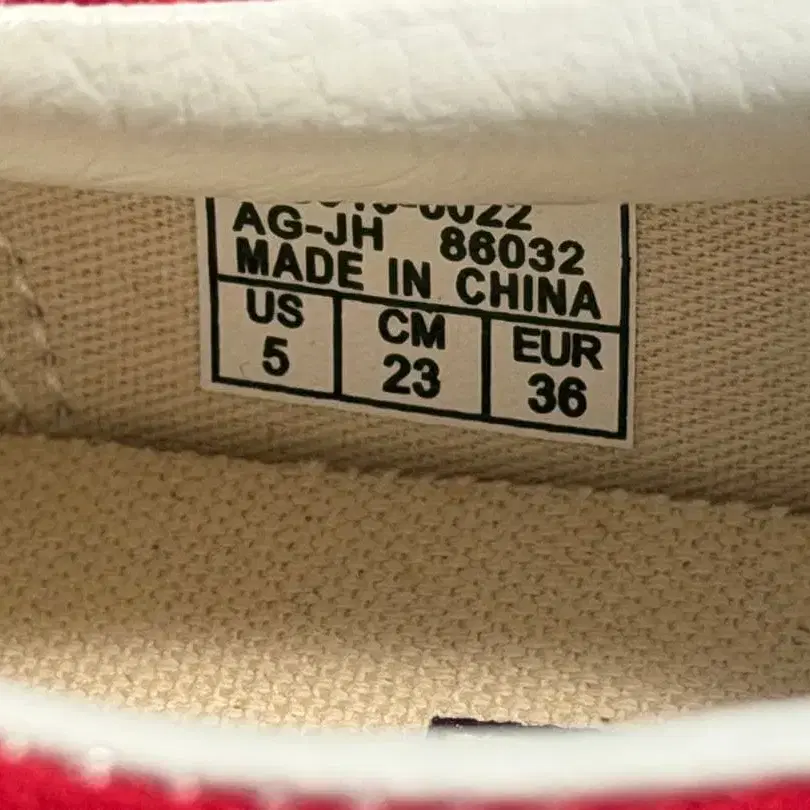 AG-JH 86032
MADE IN CHINA
US CM EUR
5 23 36